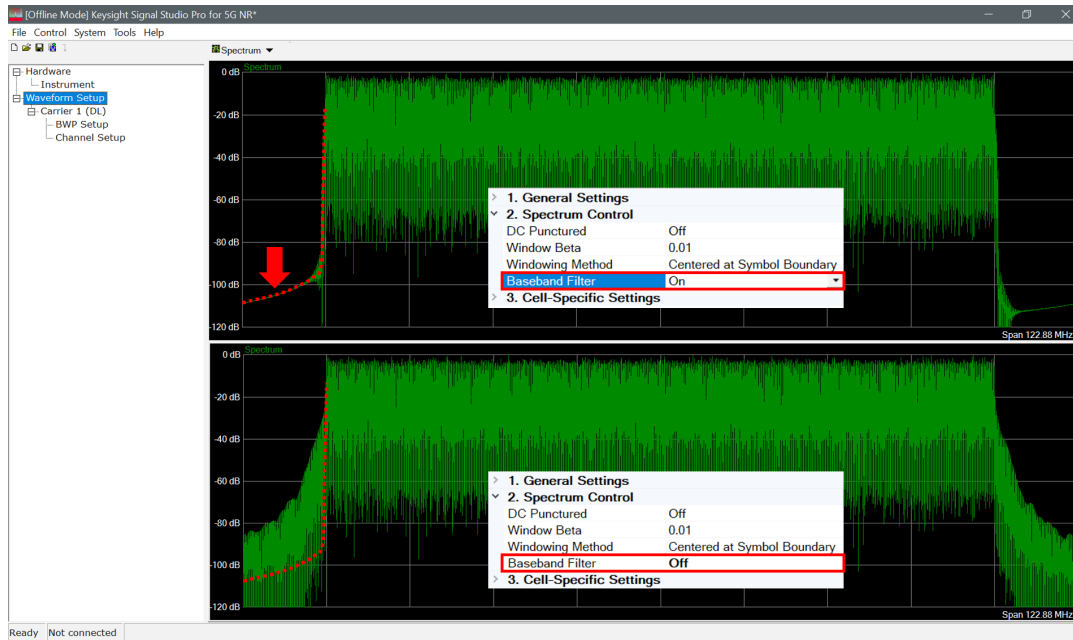 [Offline Mode] Keysight Signal Studio Pro for 5G NR*
File Control System Tools Help
Spectrum
Hardware
Instrument
Waveform Setup
Carrier 1 (DL)
BWP Setup
Channel Setup
Spectrum
0 dB
-20 dB
-40 dB
-60 dB
-80 dB
-100 dB
-120 dB
1. General Settings
2. Spectrum Control
DC Punctured Off
Window Beta 0.01
Windowing Method Centered at Symbol Boundary
Baseband Filter On
3. Cell-Specific Settings
Span 122.88 MHz
Spectrum
0 dB
-20 dB
-40 dB
-60 dB
-80 dB
-100 dB
-120 dB
1. General Settings
2. Spectrum Control
DC Punctured Off
Window Beta 0.01
Windowing Method Centered at Symbol Boundary
Baseband Filter Off
3. Cell-Specific Settings
Span 122.88 MHz
Ready Not connected